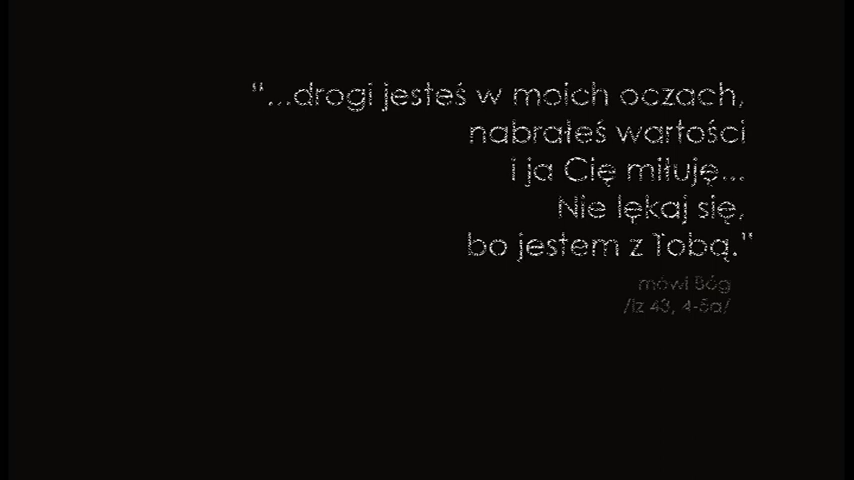 "...drogi jesteś w moich oczach,
nabrałeś wartości
i ja Cię miłuję...
Nie lękaj się,
bo jestem z Tobą."
mówi Bóg
/Iz 43, 4-5a/